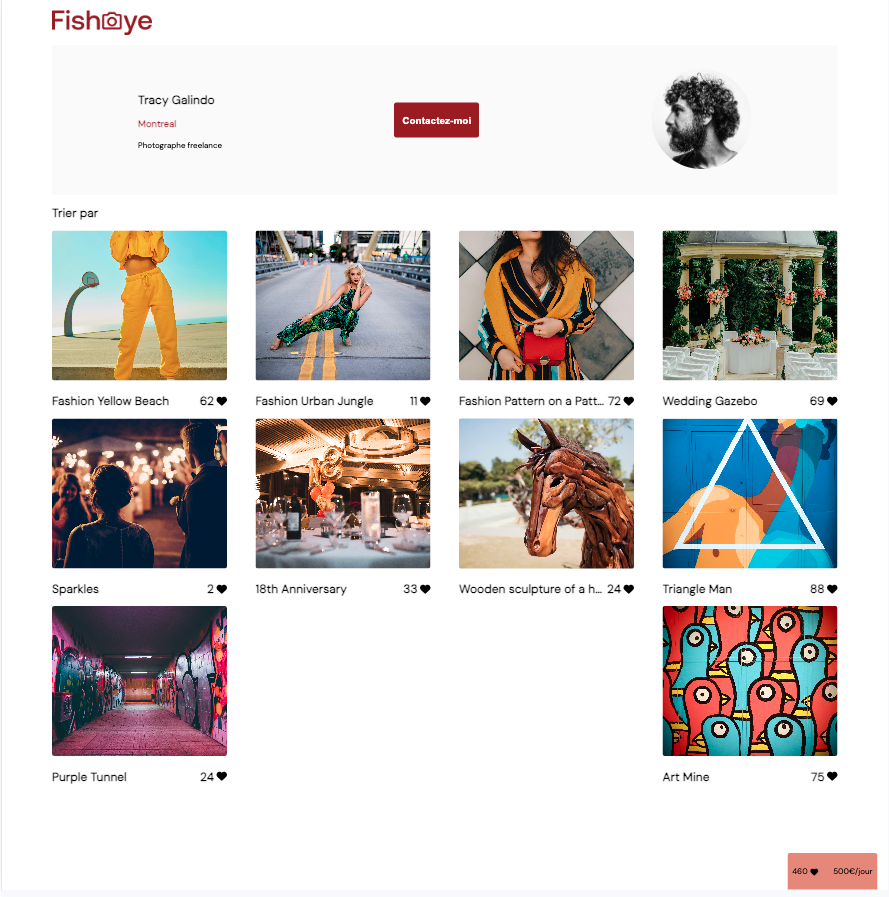 Fisheye
Tracy Galindo
Montreal
Photographe freelance
Contactez-moi
Trier par
Fashion Yellow Beach 62
Fashion Urban Jungle 11
Fashion Pattern on a Patt... 72
Wedding Gazebo 69
Sparkles 2
18th Anniversary 33
Wooden sculpture of a h... 24
Triangle Man 88
Purple Tunnel 24
Art Mine 75
460 500€/jour